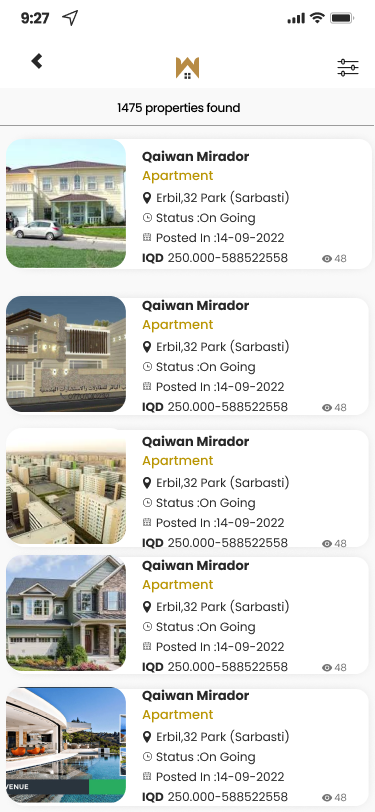 9:27
1475 properties found
Qaiwan Mirador
Apartment
Erbil,32 Park (Sarbasti)
Status :On Going
Posted In :14-09-2022
IQD 250.000-588522558
48
Qaiwan Mirador
Apartment
Erbil,32 Park (Sarbasti)
Status :On Going
Posted In :14-09-2022
IQD 250.000-588522558
48
Qaiwan Mirador
Apartment
Erbil,32 Park (Sarbasti)
Status :On Going
Posted In :14-09-2022
IQD 250.000-588522558
48
Qaiwan Mirador
Apartment
Erbil,32 Park (Sarbasti)
Status :On Going
Posted In :14-09-2022
IQD 250.000-588522558
48
Qaiwan Mirador
Apartment
Erbil,32 Park (Sarbasti)
Status :On Going
Posted In :14-09-2022
VENUE
IQD 250.000-588522558
48